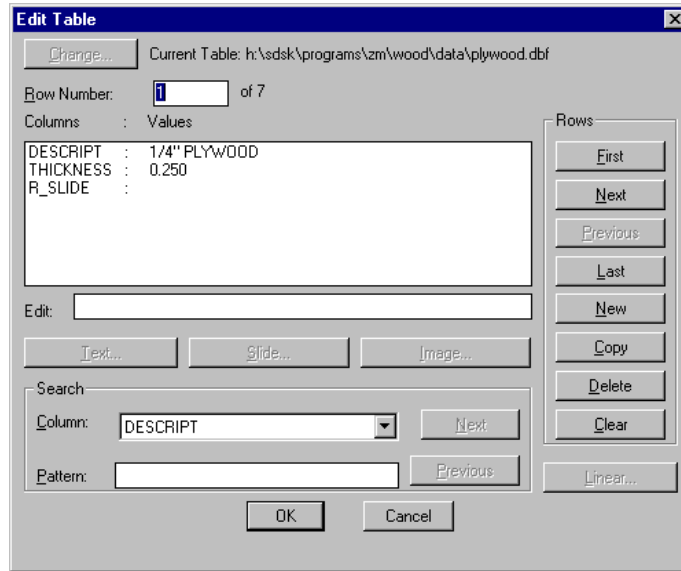 Edit Table
Change... Current Table: h:\sdsk\programs\zm\wood\data\plywood.dbf
Row Number: 1 of 7
Columns : Values
DESCRIPT : 1/4" PLYWOOD
THICKNESS : 0.250
R_SLIDE :
Edit:
Text... Slide... Image...
Search
Column: DESCRIPT Next
Pattern: Previous
Rows
First
Next
Previous
Last
New
Copy
Delete
Clear
Linear...
OK Cancel